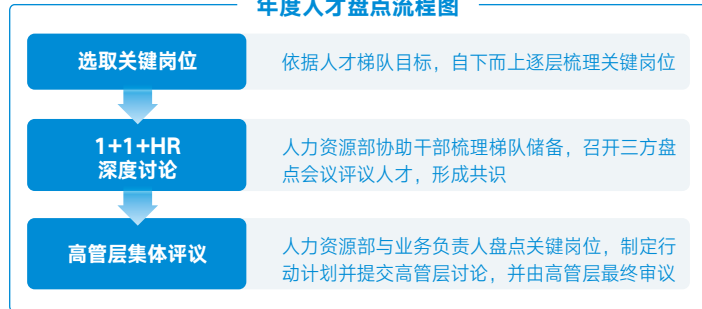 年度人才盘点流程图
选取关键岗位
依据人才梯队目标，自下而上逐层梳理关键岗位
1+1+HR
深度讨论
人力资源部协助干部梳理梯队储备，召开三方盘
点会议评议人才，形成共识
高管层集体评议
人力资源部与业务负责人盘点关键岗位，制定行
动计划并提交高管层讨论，并由高管层最终审议